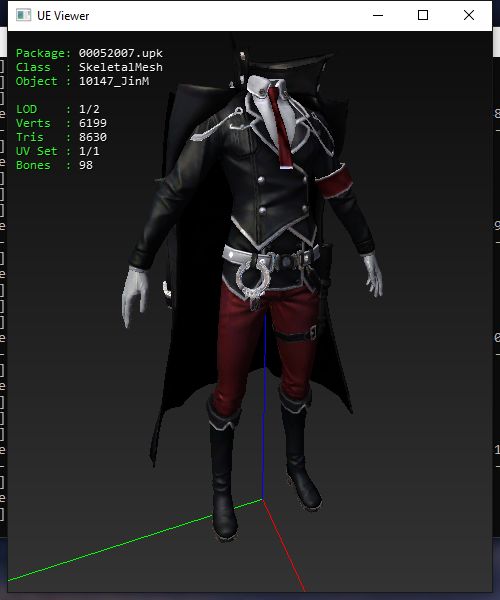 UE Viewer
Package: 00052007.upk
Class  : SkeletalMesh
Object : 10147_JinM
LOD    : 1/2
Verts  : 6199
Tris   : 8630
UV Set : 1/1
Bones  : 98